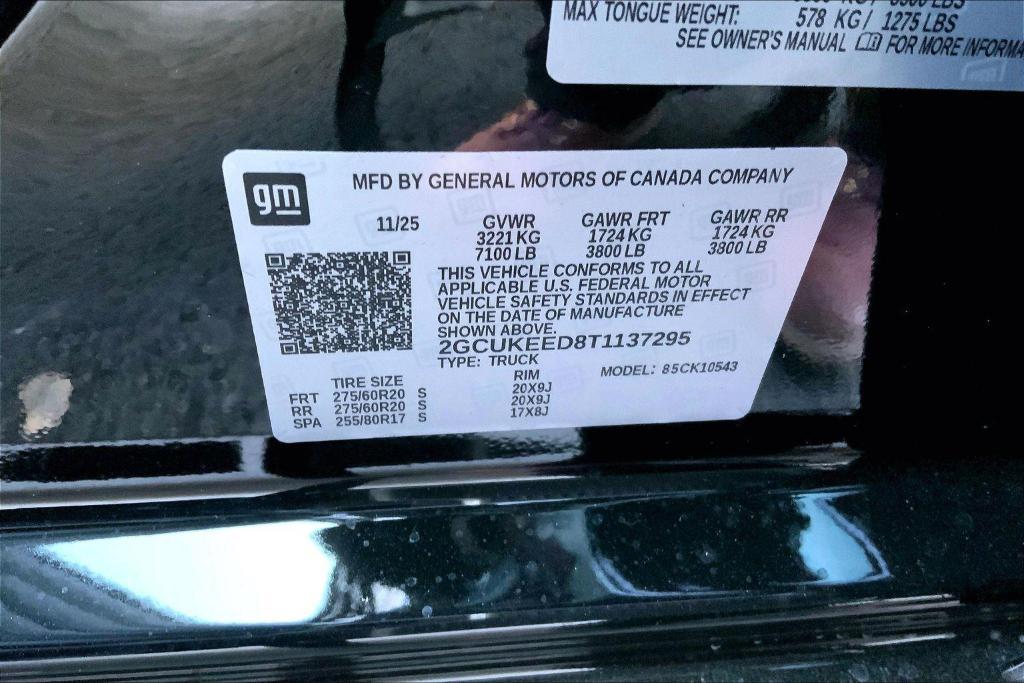 MAX TONGUE WEIGHT: 578 KG/ 1275 LBS
SEE OWNER'S MANUAL FOR MORE
gm
MFD BY GENERAL MOTORS OF CANADA COMPANY
11/25 GVWR GAWR FRT GAWR RR
3221 KG 1724 KG 1724 KG
7100 LB 3800 LB 3800 LB
THIS VEHICLE CONFORMS TO ALL
APPLICABLE U.S. FEDERAL MOTOR
VEHICLE SAFETY STANDARDS IN EFFECT
ON THE DATE OF MANUFACTURE
SHOWN ABOVE.
2GCUKEED8T1137295
TYPE: TRUCK MODEL: 85CK10543
TIRE SIZE RIM
FRT 275/60R20 S 20X9J
RR 275/60R20 S 20X9J
SPA 255/80R17 S 17X8J